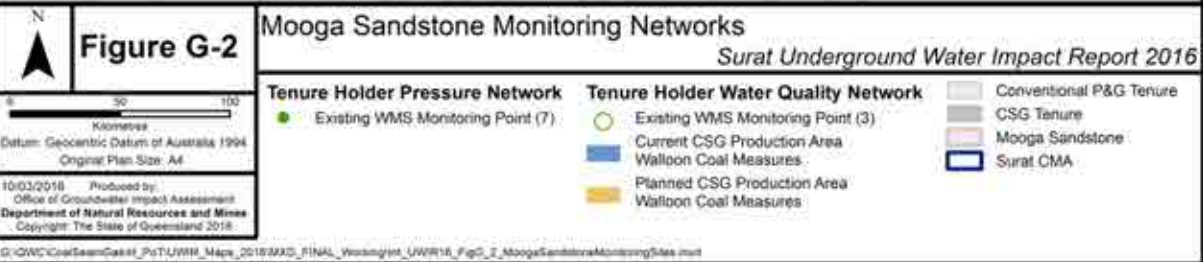 N
Figure G-2
Mooga Sandstone Monitoring Networks
Surat Underground Water Impact Report 2016
0 50 100
Kilometres
Datum: Geocentric Datum of Australia 1994
Original Plan Size: A4
10/03/2016 Produced by:
Office of Groundwater Impact Assessment
Department of Natural Resources and Mines
Copyright: The State of Queensland 2016
Tenure Holder Pressure Network
Existing WMS Monitoring Point (7)
Tenure Holder Water Quality Network
Existing WMS Monitoring Point (3)
Current CSG Production Area
Walloon Coal Measures
Planned CSG Production Area
Walloon Coal Measures
Conventional P&G Tenure
CSG Tenure
Mooga Sandstone
Surat CMA